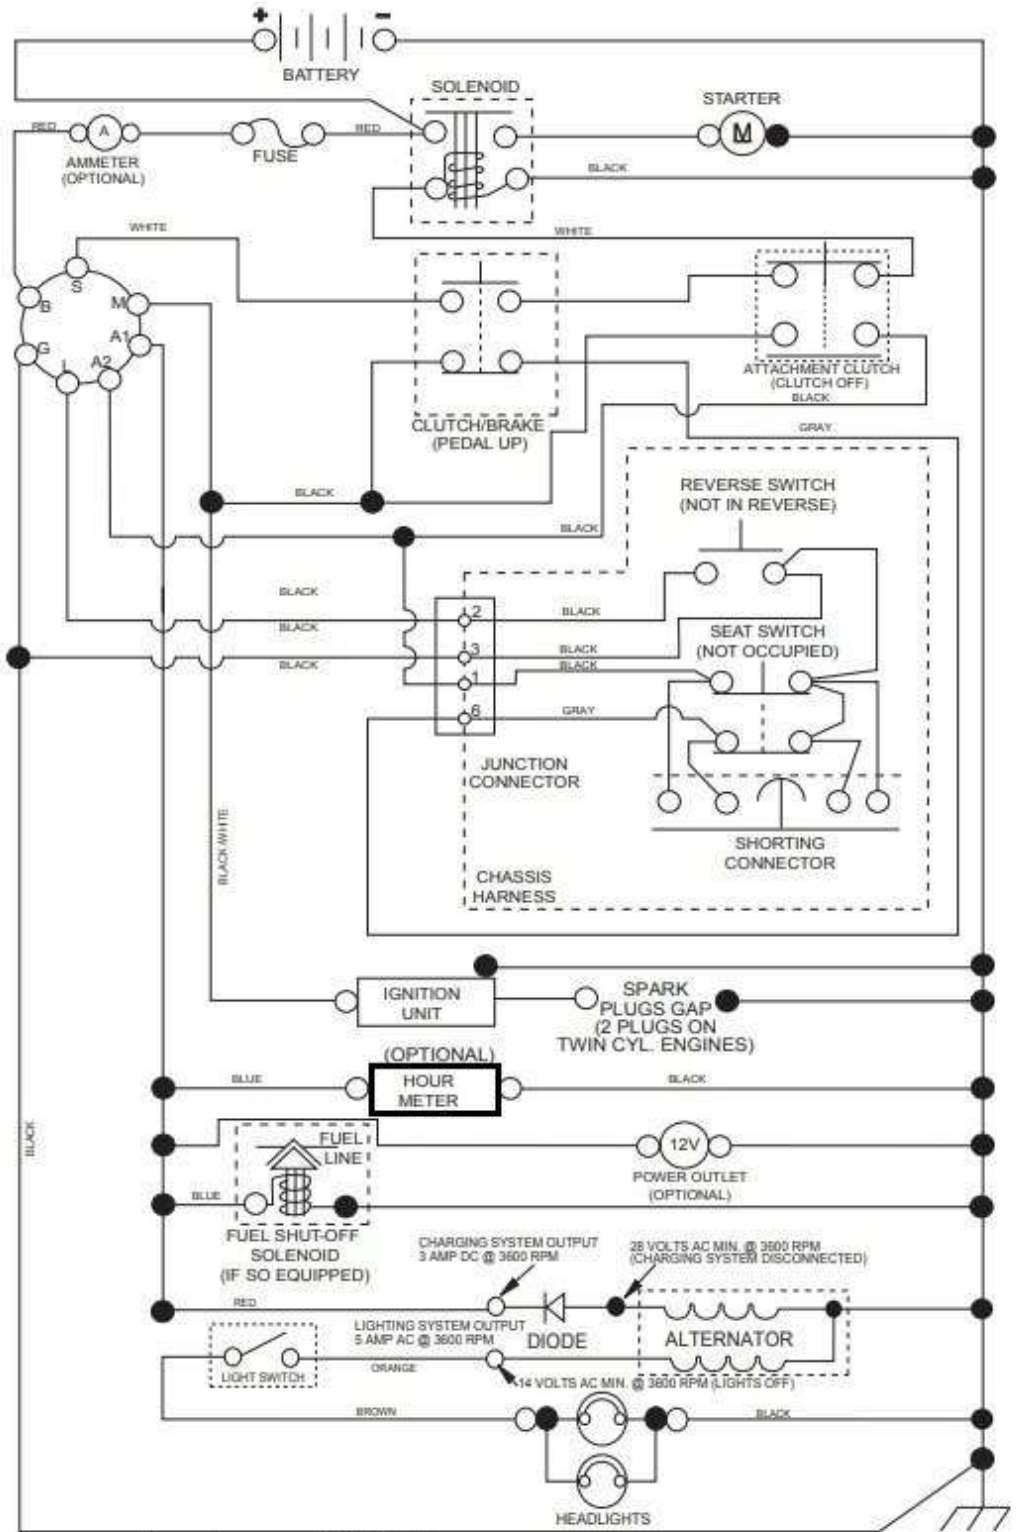 + -
BATTERY
SOLENOID
STARTER
RED
A
RED
M
AMMETER
(OPTIONAL)
FUSE
BLACK
WHITE
WHITE
S
B
M
A1
G
A2
L
ATTACHMENT CLUTCH
(CLUTCH OFF)
BLACK
CLUTCH/BRAKE
(PEDAL UP)
GRAY
BLACK
REVERSE SWITCH
(NOT IN REVERSE)
BLACK
BLACK
2
BLACK
BLACK
SEAT SWITCH
(NOT OCCUPIED)
3
BLACK
BLACK
BLACK
1
6
GRAY
JUNCTION
CONNECTOR
BLACK/WHITE
SHORTING
CONNECTOR
CHASSIS
HARNESS
IGNITION
UNIT
SPARK
PLUGS GAP
(2 PLUGS ON
TWIN CYL. ENGINES)
(OPTIONAL)
BLUE
HOUR
METER
BLACK
BLACK
FUEL
LINE
12V
POWER OUTLET
(OPTIONAL)
BLUE
FUEL SHUT-OFF
SOLENOID
(IF SO EQUIPPED)
CHARGING SYSTEM OUTPUT
3 AMP DC @ 3600 RPM
28 VOLTS AC MIN. @ 3600 RPM
(CHARGING SYSTEM DISCONNECTED)
RED
LIGHTING SYSTEM OUTPUT
5 AMP AC @ 3600 RPM
DIODE
ALTERNATOR
LIGHT SWITCH
ORANGE
14 VOLTS AC MIN. @ 3600 RPM (LIGHTS OFF)
BROWN
BLACK
HEADLIGHTS